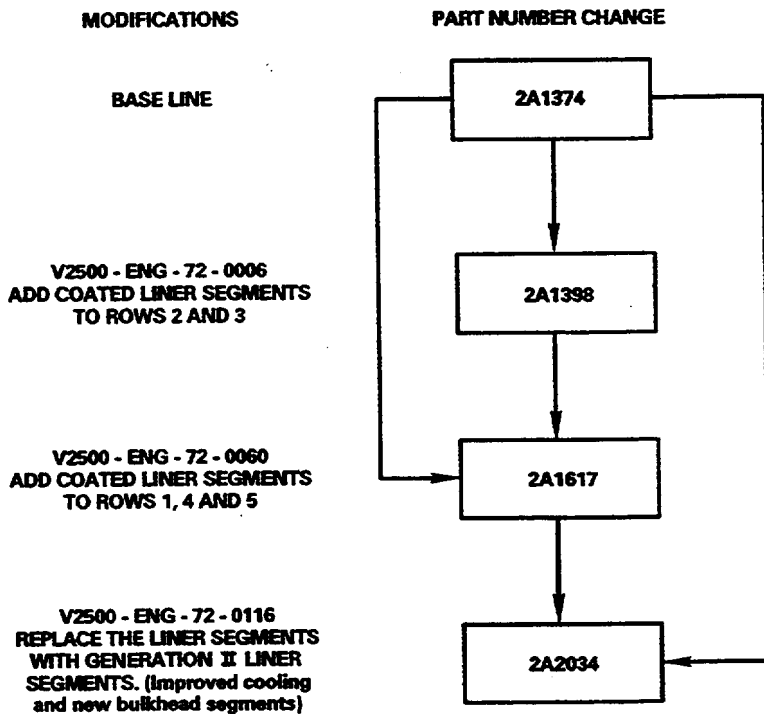 MODIFICATIONS
PART NUMBER CHANGE
BASE LINE
2A1374
V2500 - ENG - 72 - 0006
ADD COATED LINER SEGMENTS
TO ROWS 2 AND 3
2A1398
V2500 - ENG - 72 - 0060
ADD COATED LINER SEGMENTS
TO ROWS 1, 4 AND 5
2A1617
V2500 - ENG - 72 - 0116
REPLACE THE LINER SEGMENTS
WITH GENERATION II LINER
SEGMENTS. (Improved cooling
and new bulkhead segments)
2A2034